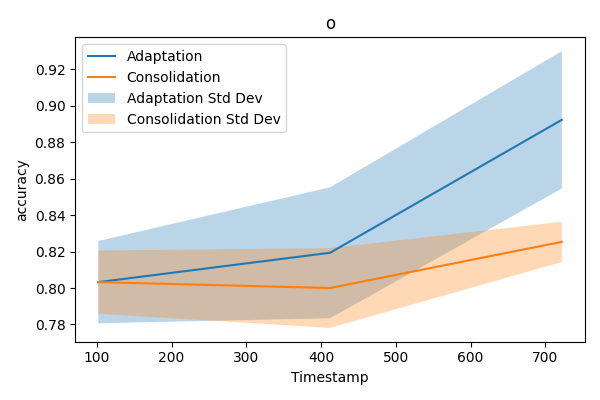 o
Adaptation
Consolidation
Adaptation Std Dev
Consolidation Std Dev
accuracy
0.92
0.90
0.88
0.86
0.84
0.82
0.80
0.78
100 200 300 400 500 600 700
Timestamp